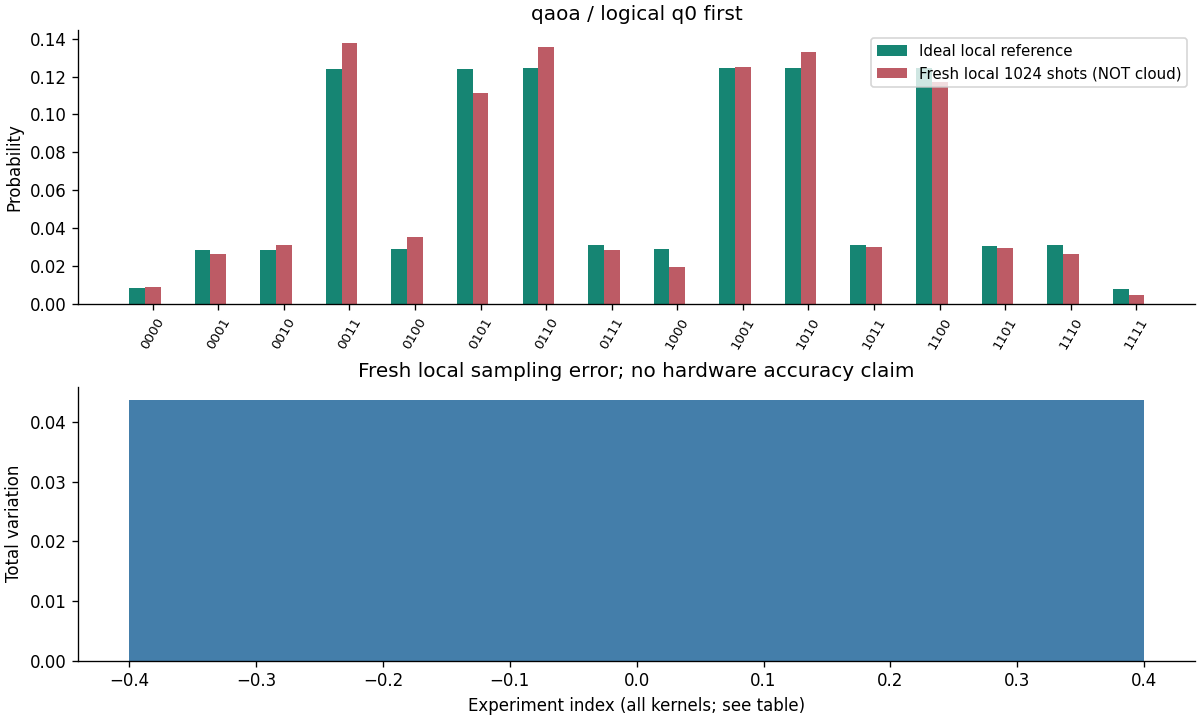 qaoa / logical q0 first
Ideal local reference
Fresh local 1024 shots (NOT cloud)
Probability
0.14
0.12
0.10
0.08
0.06
0.04
0.02
0.00
0000 0001 0010 0011 0100 0101 0110 0111 1000 1001 1010 1011 1100 1101 1110 1111
Fresh local sampling error; no hardware accuracy claim
Total variation
0.04
0.03
0.02
0.01
0.00
−0.4 −0.3 −0.2 −0.1 0.0 0.1 0.2 0.3 0.4
Experiment index (all kernels; see table)